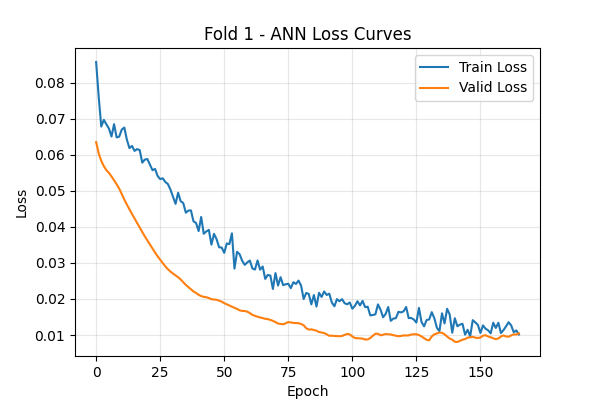 Fold 1 - ANN Loss Curves
Train Loss
Valid Loss
0.08
0.07
0.06
0.05
0.04
0.03
0.02
0.01
Loss
0 25 50 75 100 125 150
Epoch